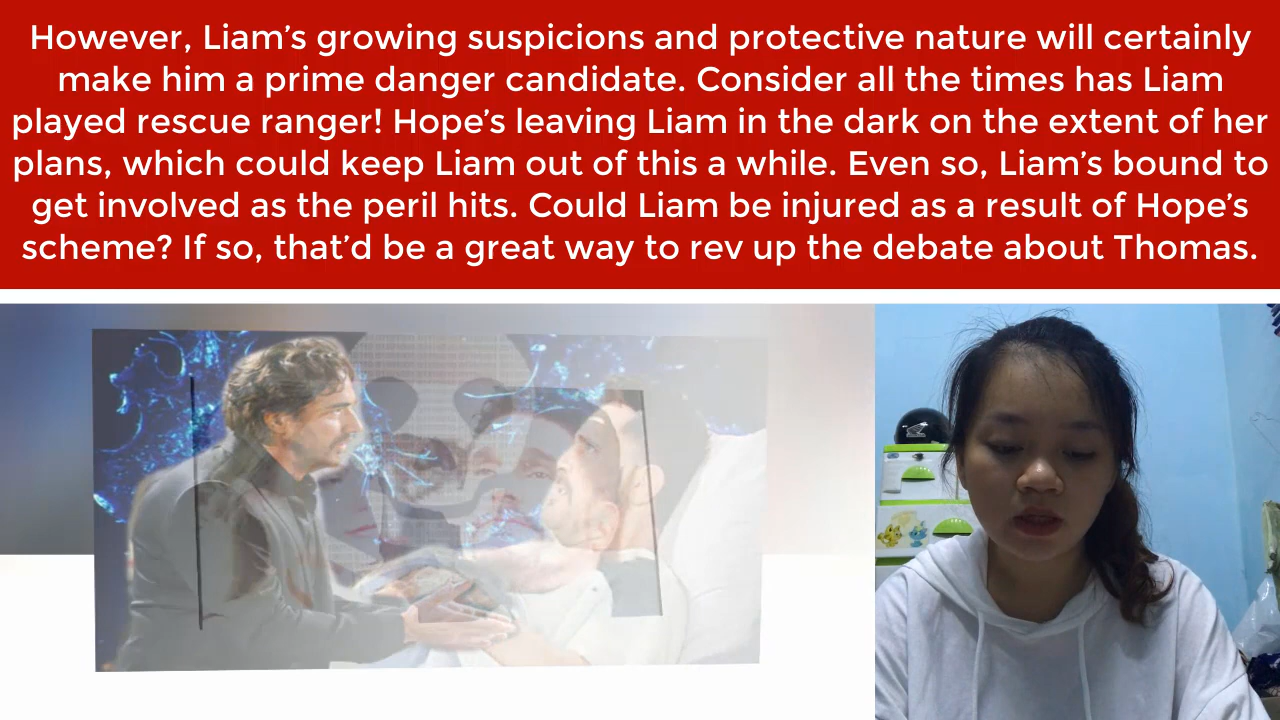 However, Liam’s growing suspicions and protective nature will certainly
make him a prime danger candidate. Consider all the times has Liam
played rescue ranger! Hope’s leaving Liam in the dark on the extent of her
plans, which could keep Liam out of this a while. Even so, Liam’s bound to
get involved as the peril hits. Could Liam be injured as a result of Hope’s
scheme? If so, that’d be a great way to rev up the debate about Thomas.